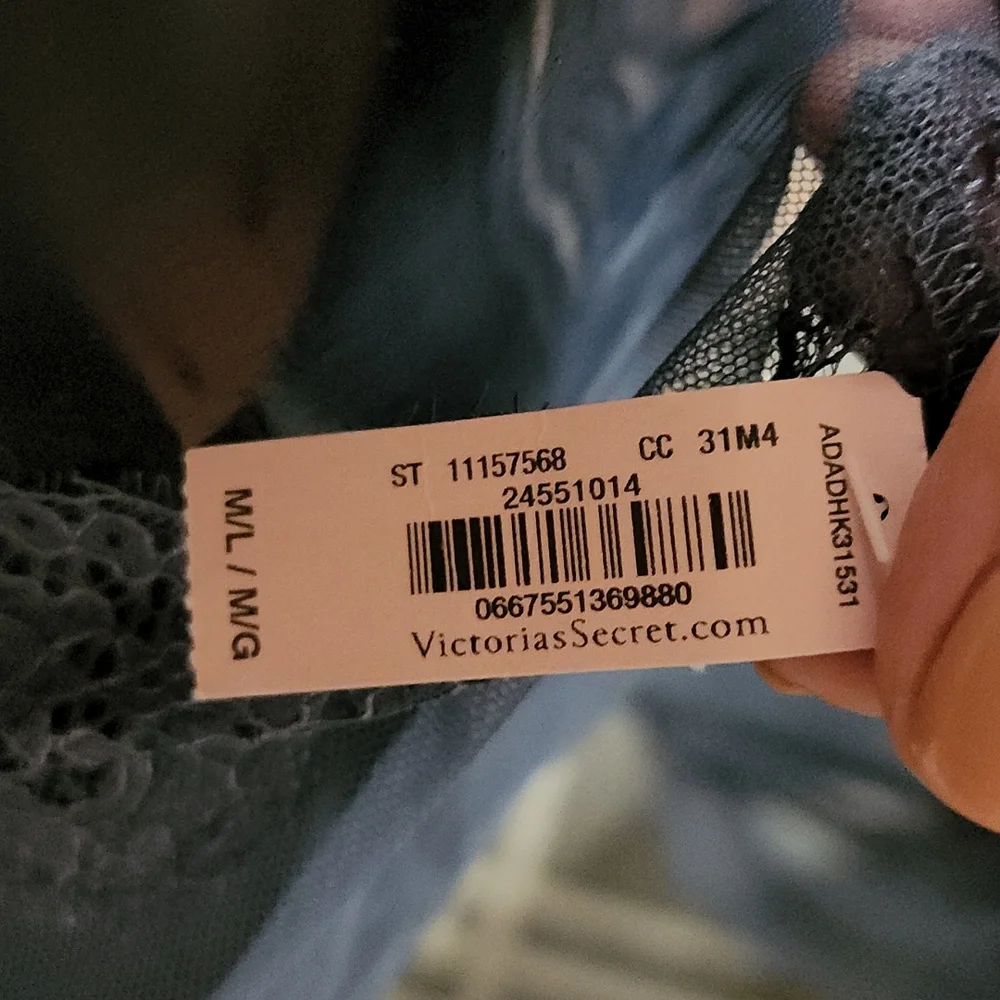 ST 11157568 CC 31M4
24551014
0667551369880
VictoriasSecret.com
M/L / M/G
ADADHK31531